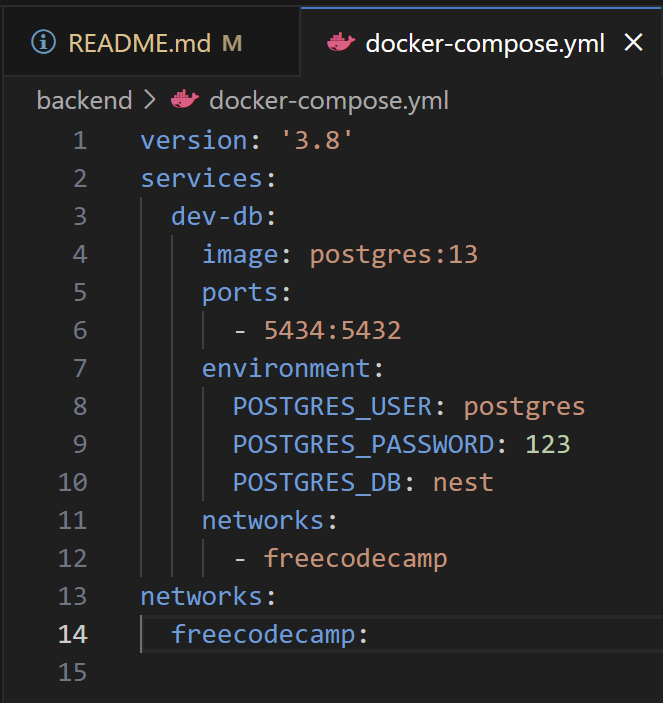 README.md M docker-compose.yml
backend > docker-compose.yml
1 version: '3.8'
2 services:
3   dev-db:
4     image: postgres:13
5     ports:
6       - 5434:5432
7     environment:
8       POSTGRES_USER: postgres
9       POSTGRES_PASSWORD: 123
10       POSTGRES_DB: nest
11     networks:
12       - freecodecamp
13 networks:
14   freecodecamp:
15